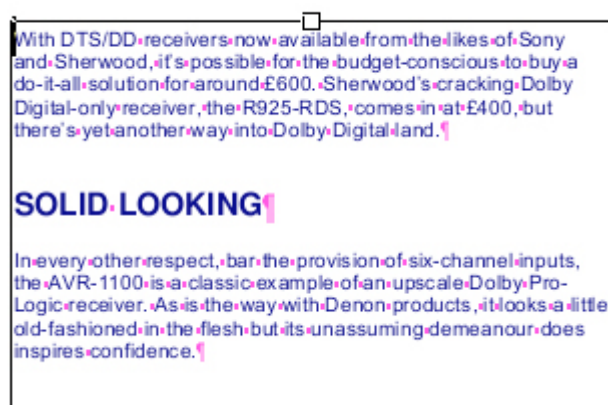 With DTS/DD receivers now available from the likes of Sony
and Sherwood, it's possible for the budget-conscious to buy a
do-it-all solution for around £600. Sherwood's cracking Dolby
Digital-only receiver, the R925-RDS, comes in at £400, but
there's yet another way into Dolby Digital land.¶
SOLID LOOKING¶
In every other respect, bar the provision of six-channel inputs,
the AVR-1100 is a classic example of an upscale Dolby Pro-
Logic receiver. As is the way with Denon products, it looks a little
old-fashioned in the flesh but its unassuming demeanour does
inspires confidence.¶